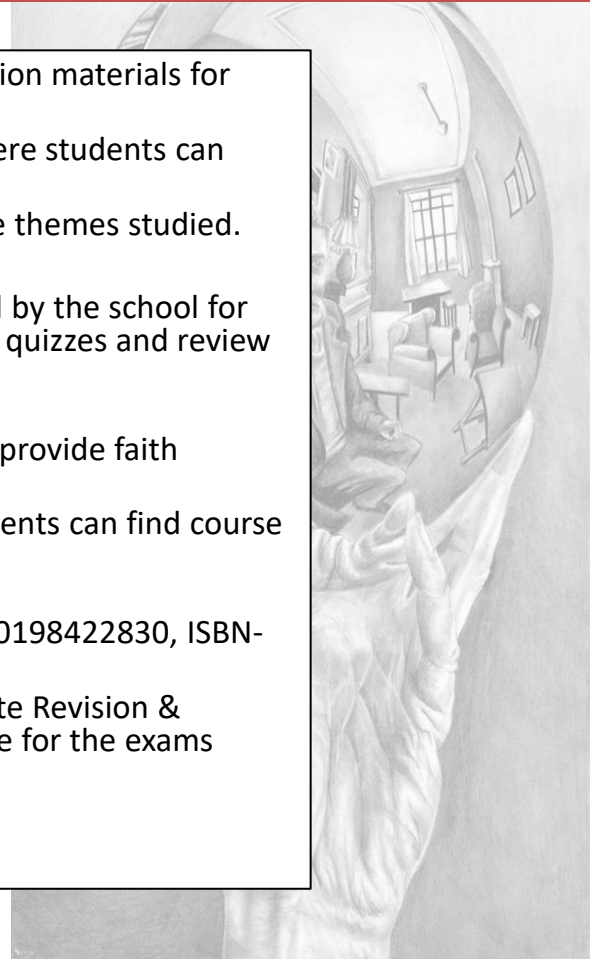 ion materials for
ere students can
e themes studied.
l by the school for
quizzes and review
provide faith
ents can find course
0198422830, ISBN-
te Revision &
e for the exams